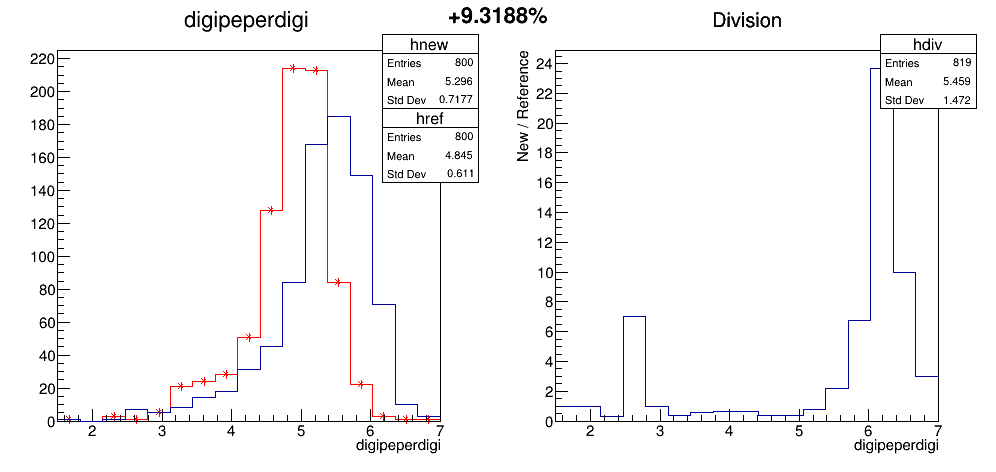 +9.3188%
digipeperdigi
hnew
Entries 800
Mean 5.296
Std Dev 0.7177
href
Entries 800
Mean 4.845
Std Dev 0.611
220
200
180
160
140
120
100
80
60
40
20
0
2 3 4 5 6 7
digipeperdigi
Division
hdiv
Entries 819
Mean 5.459
Std Dev 1.472
New / Reference
24
22
20
18
16
14
12
10
8
6
4
2
0
2 3 4 5 6 7
digipeperdigi